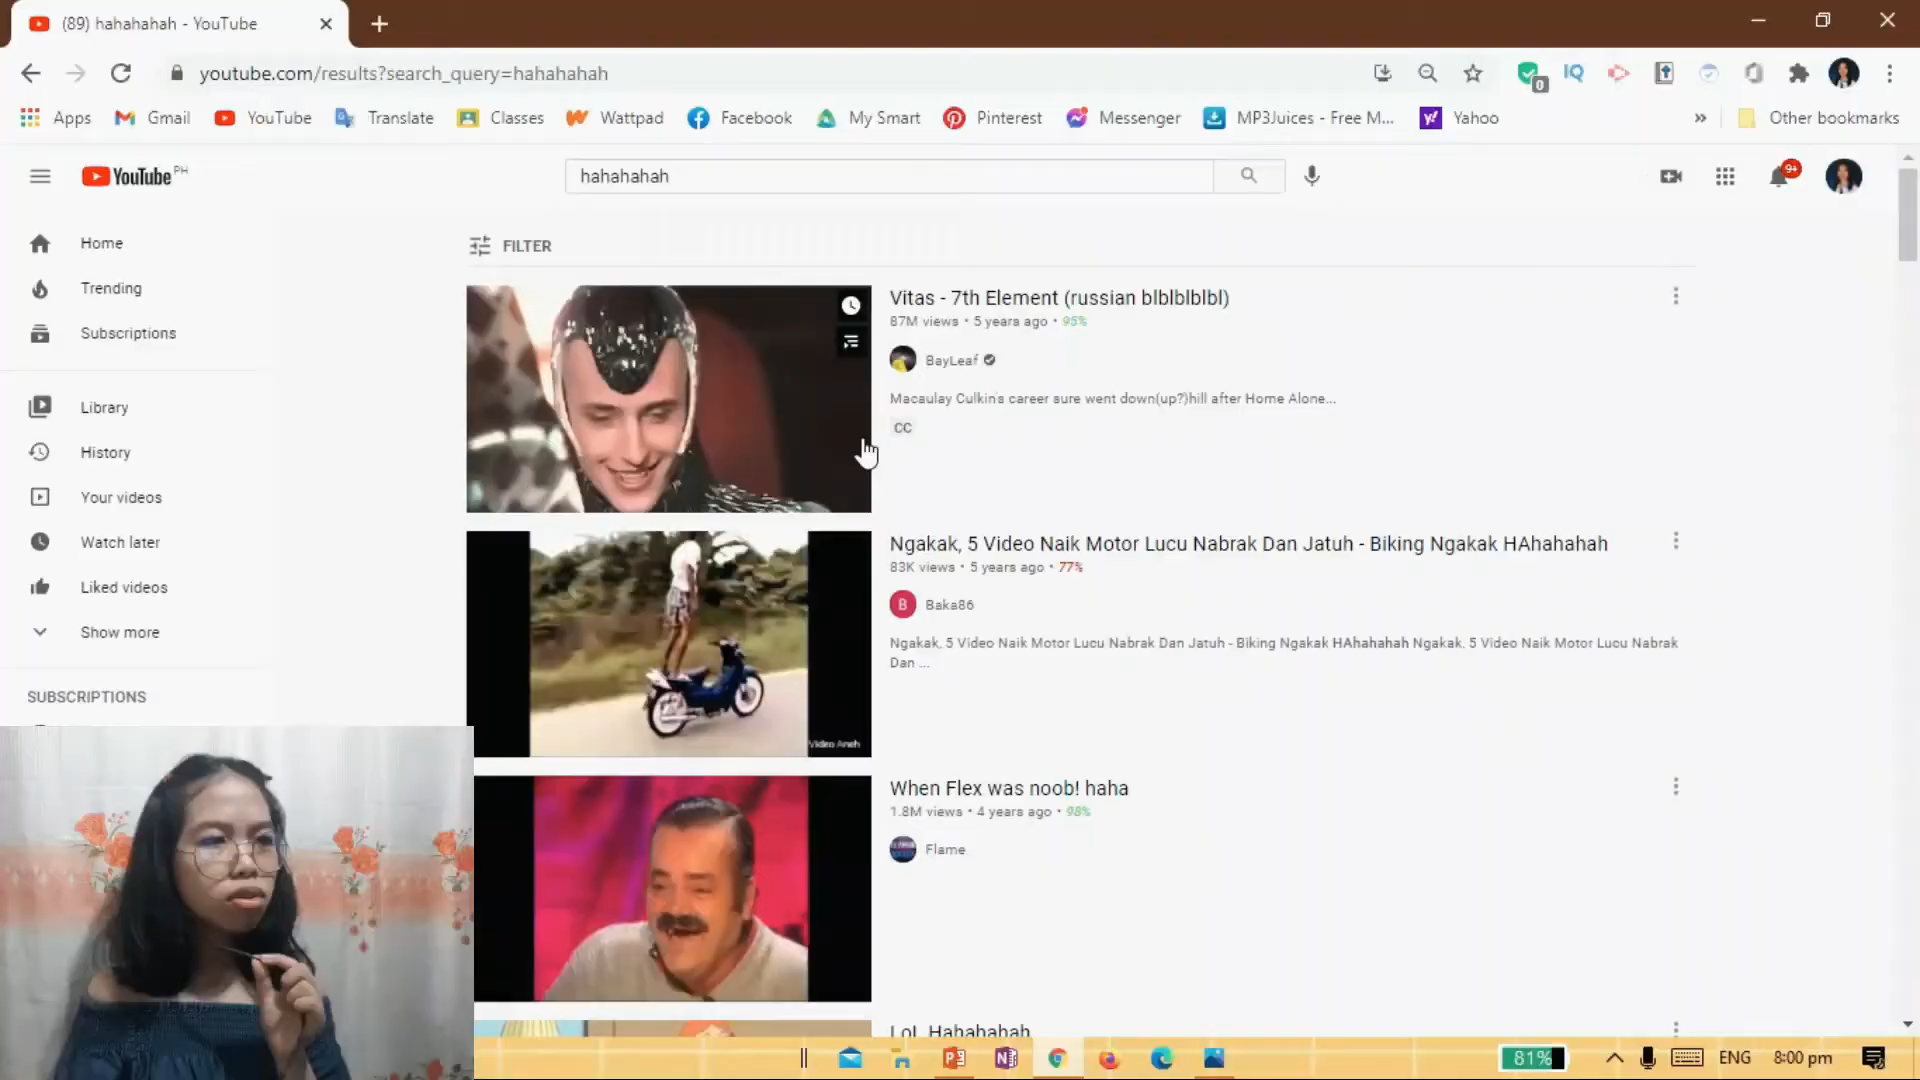 (89) hahahahah - YouTube
youtube.com/results?search_query=hahahahah
0
IQ
Apps Gmail YouTube Translate Classes Wattpad Facebook My Smart Pinterest Messenger MP3Juices - Free M... Yahoo » Other bookmarks
YouTube PH
hahahahah
9+
Home
Trending
Subscriptions
Library
History
Your videos
Watch later
Liked videos
Show more
SUBSCRIPTIONS
FILTER
Vitas - 7th Element (russian blblblblbl)
87M views • 5 years ago • 95%
BayLeaf
Macaulay Culkin's career sure went down(up?)hill after Home Alone...
CC
Ngakak, 5 Video Naik Motor Lucu Nabrak Dan Jatuh - Biking Ngakak HAhahahah
83K views • 5 years ago • 77%
B Baka86
Ngakak, 5 Video Naik Motor Lucu Nabrak Dan Jatuh - Biking Ngakak HAhahahah Ngakak, 5 Video Naik Motor Lucu Nabrak
Dan ...
Video Aneh
When Flex was noob! haha
1.8M views • 4 years ago • 98%
Flame
LoL Hahahahah
81% ENG 8:00 pm